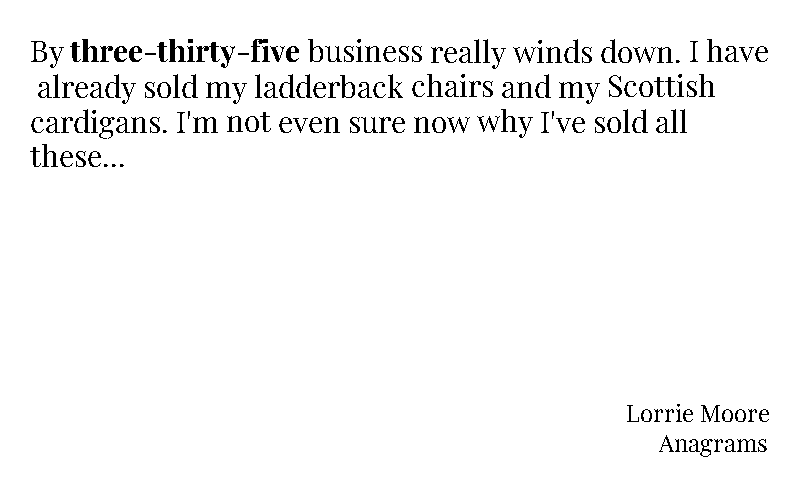 By three-thirty-five business really winds down. I have
already sold my ladderback chairs and my Scottish
cardigans. I'm not even sure now why I've sold all
these...
Lorrie Moore
Anagrams